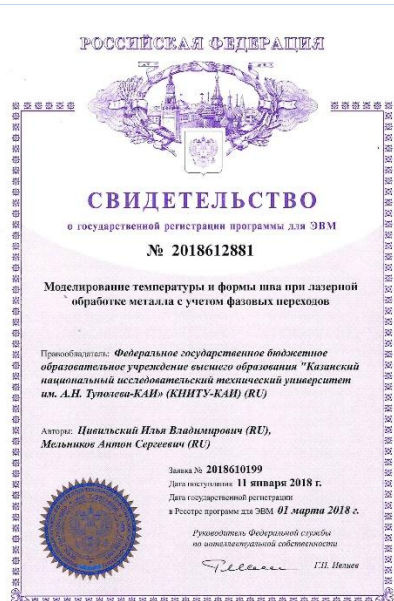 РОССИЙСКАЯ ФЕДЕРАЦИЯ
СВИДЕТЕЛЬСТВО
о государственной регистрации программы для ЭВМ
№ 2018612881
Моделирование температуры и формы шва при лазерной
обработке металла с учетом фазовых переходов
Правообладатель: Федеральное государственное бюджетное
образовательное учреждение высшего образования "Казанский
национальный исследовательский технический университет
им. А.Н. Туполева-КАИ» (КНИТУ-КАИ) (RU)
Авторы: Цивильский Илья Владимирович (RU),
Мельников Антон Сергеевич (RU)
Заявка № 2018610199
Дата поступления 11 января 2018 г.
Дата государственной регистрации
в Реестре программ для ЭВМ 01 марта 2018 г.
Руководитель Федеральной службы
по интеллектуальной собственности
Г.П. Ивлиев